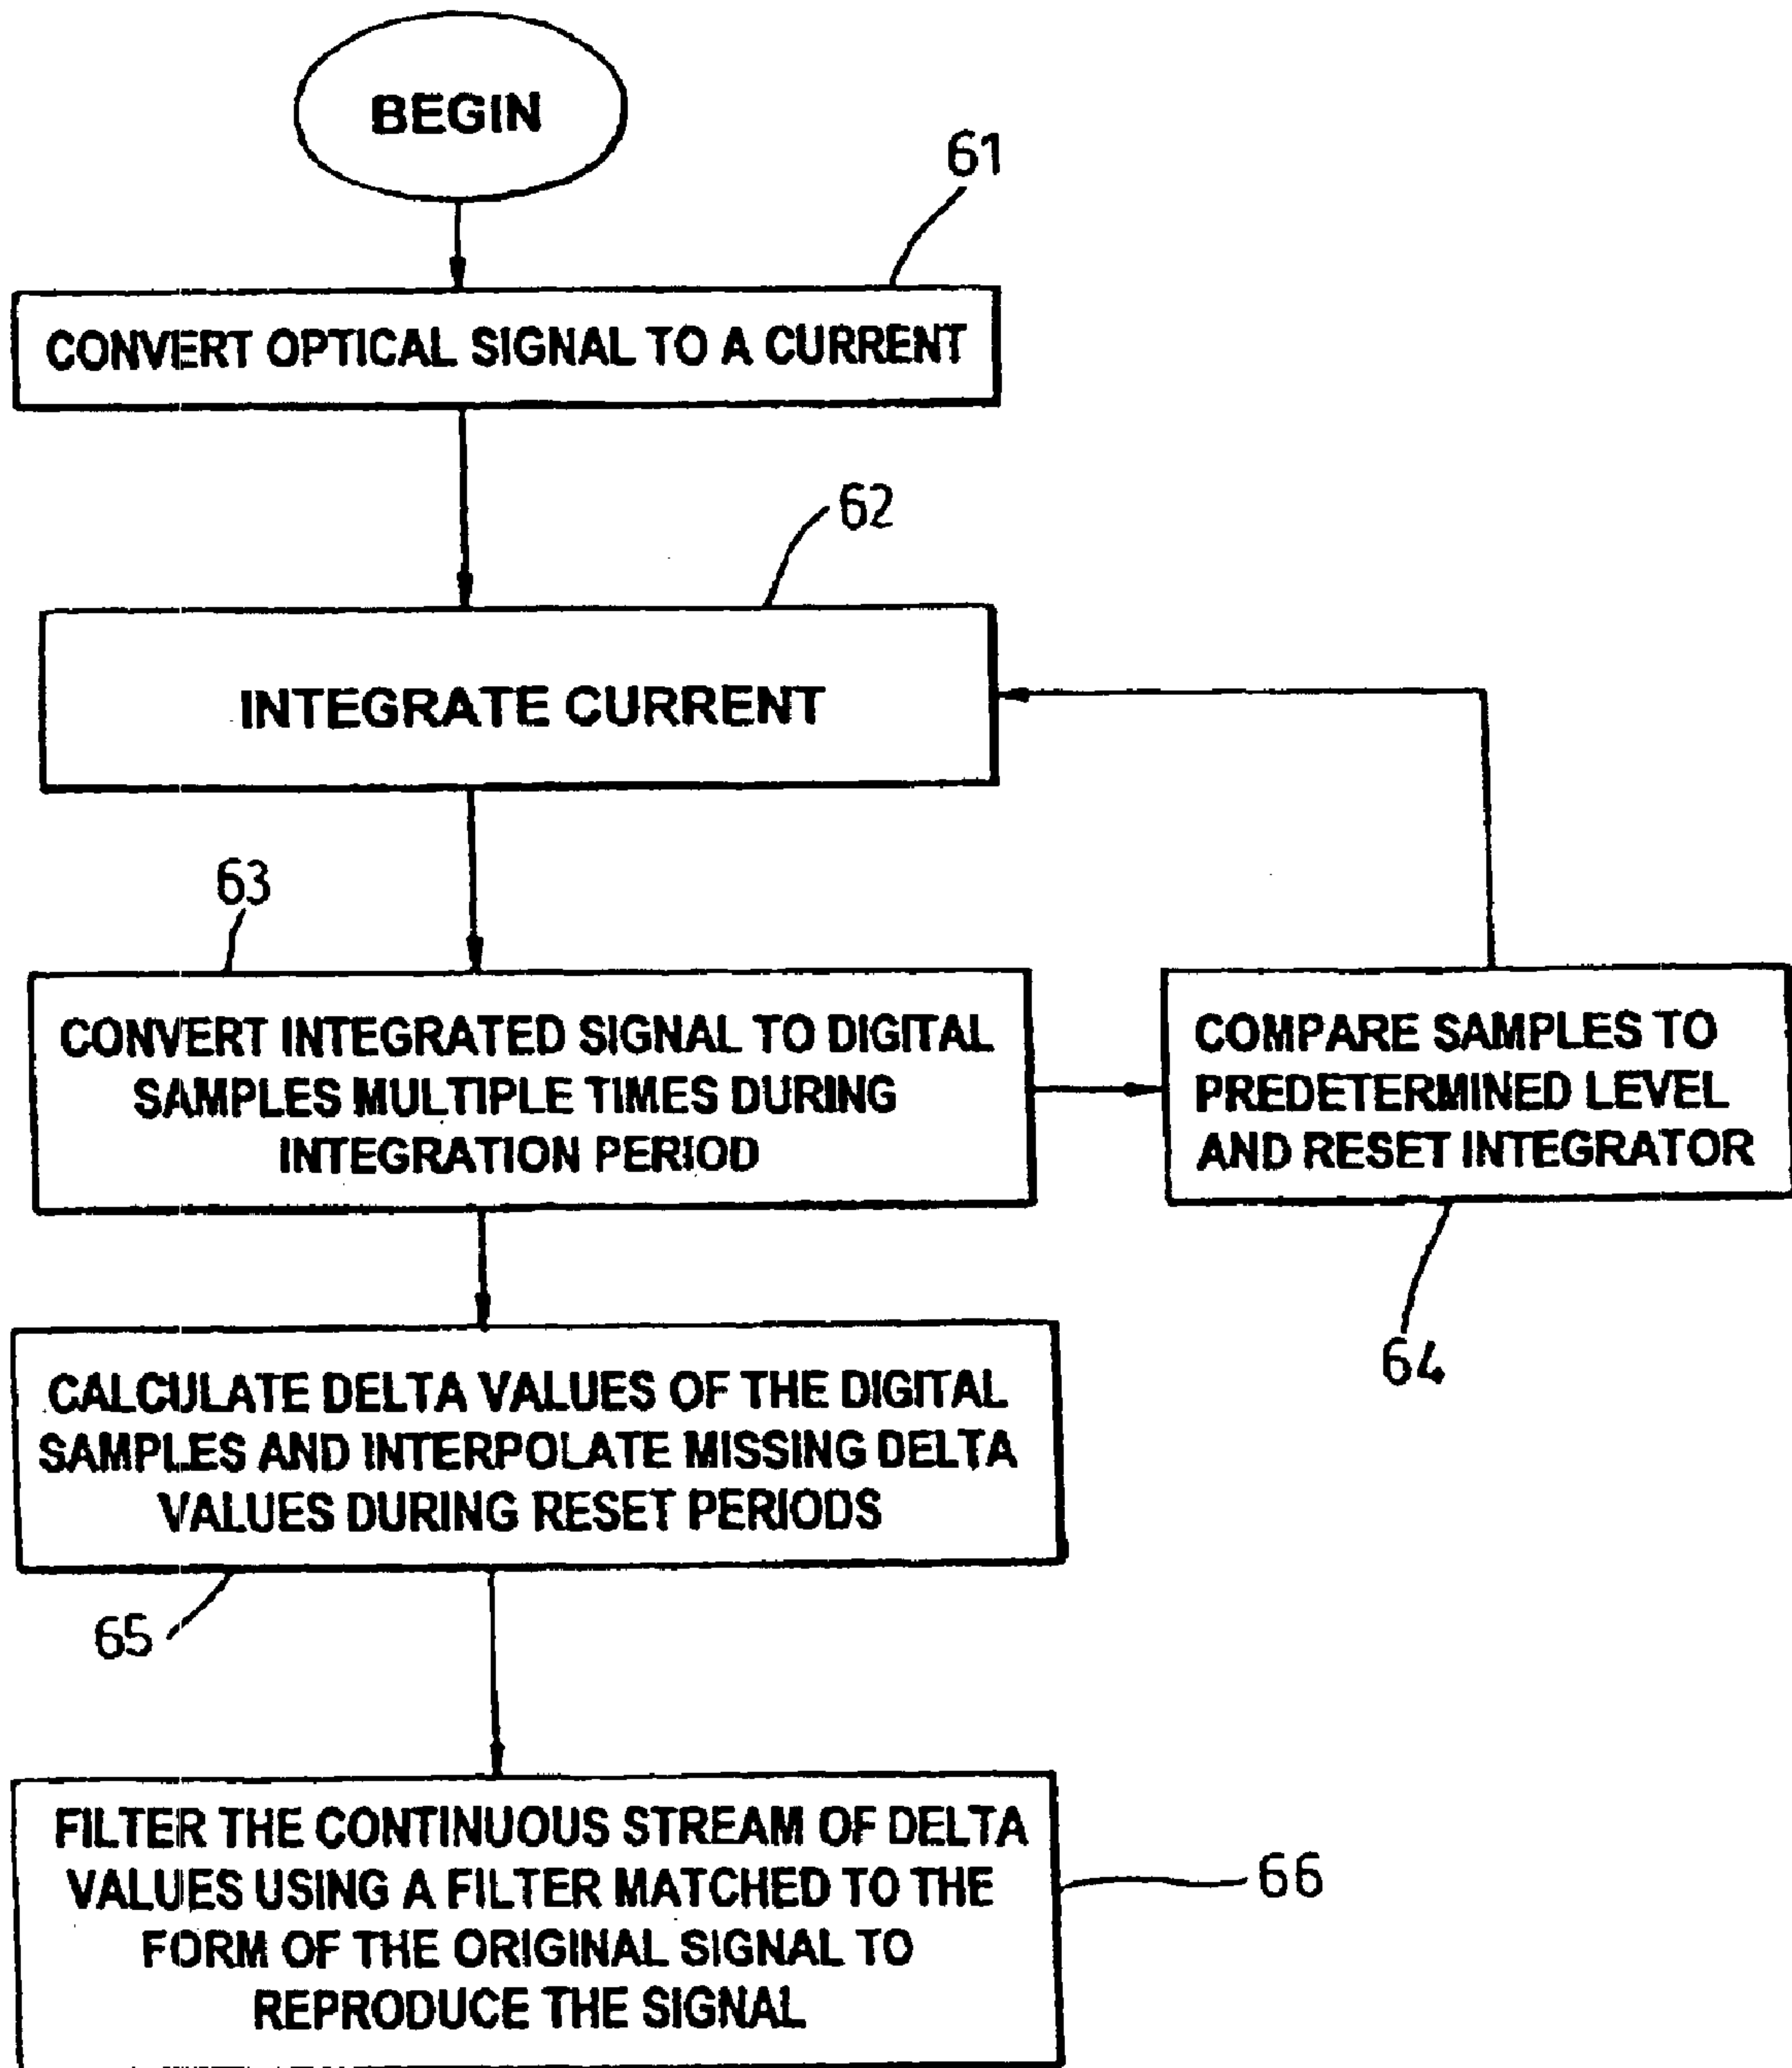 BEGIN
61
CONVERT OPTICAL SIGNAL TO A CURRENT
62
INTEGRATE CURRENT
63
CONVERT INTEGRATED SIGNAL TO DIGITAL
SAMPLES MULTIPLE TIMES DURING
INTEGRATION PERIOD
COMPARE SAMPLES TO
PREDETERMINED LEVEL
AND RESET INTEGRATOR
64
CALCULATE DELTA VALUES OF THE DIGITAL
SAMPLES AND INTERPOLATE MISSING DELTA
VALUES DURING RESET PERIODS
65
FILTER THE CONTINUOUS STREAM OF DELTA
VALUES USING A FILTER MATCHED TO THE
FORM OF THE ORIGINAL SIGNAL TO
REPRODUCE THE SIGNAL
66